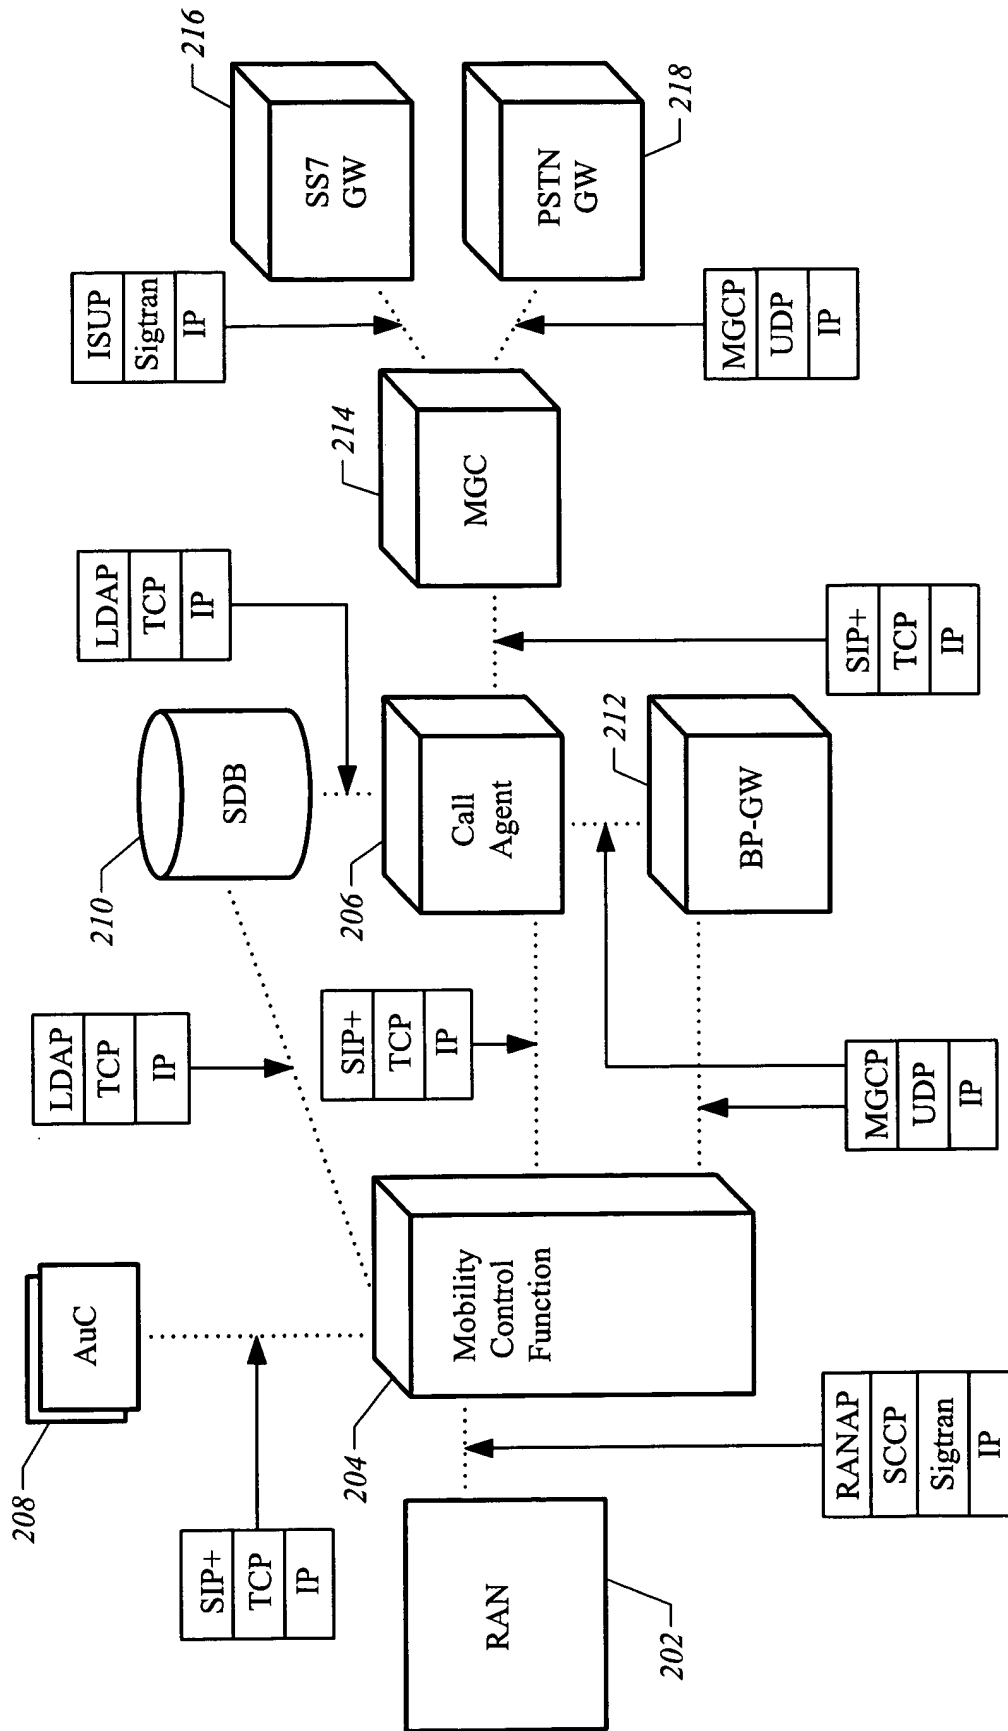 208
AuC
SIP+
TCP
IP
LDAP
TCP
IP
210
SDB
LDAP
TCP
IP
ISUP
Sigtran
IP
216
SS7
GW
RAN
202
204
Mobility
Control
Function
SIP+
TCP
IP
206
Call
Agent
214
MGC
PSTN
GW
218
212
BP-GW
RANAP
SCCP
Sigtran
IP
MGCP
UDP
IP
SIP+
TCP
IP
MGCP
UDP
IP